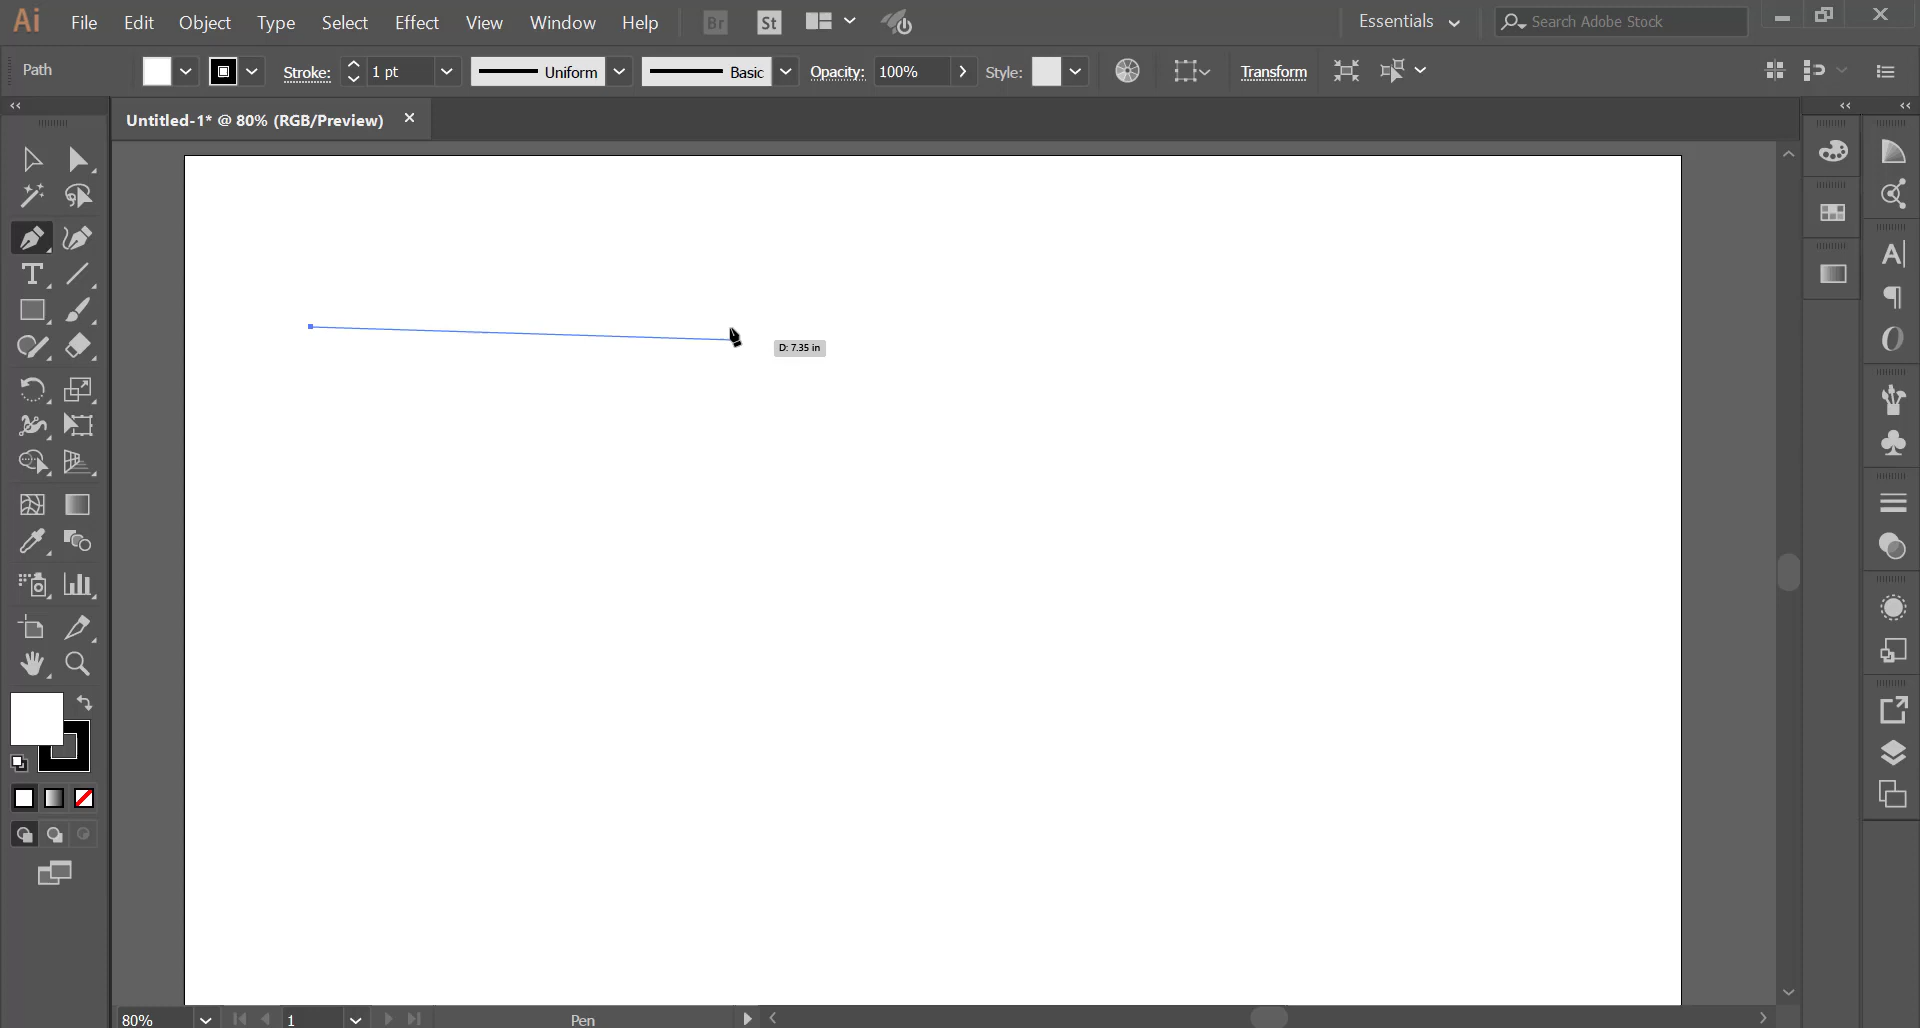 Ai File Edit Object Type Select Effect View Window Help Br St Essentials Search Adobe Stock
Path Stroke: 1 pt Uniform Basic Opacity: 100% Style: Transform
Untitled-1* @ 80% (RGB/Preview)
D: 7.35 in
80% 1 Pen